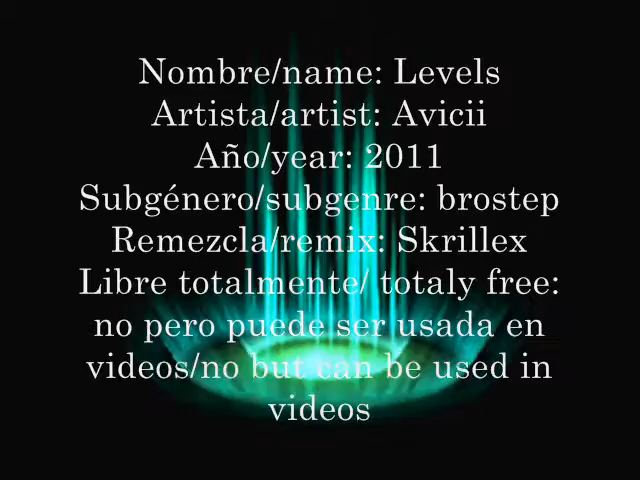 Nombre/name: Levels
Artista/artist: Avicii
Año/year: 2011
Subgénero/subgenre: brostep
Remezcla/remix: Skrillex
Libre totalmente/ totaly free:
no pero puede ser usada en
videos/no but can be used in
videos